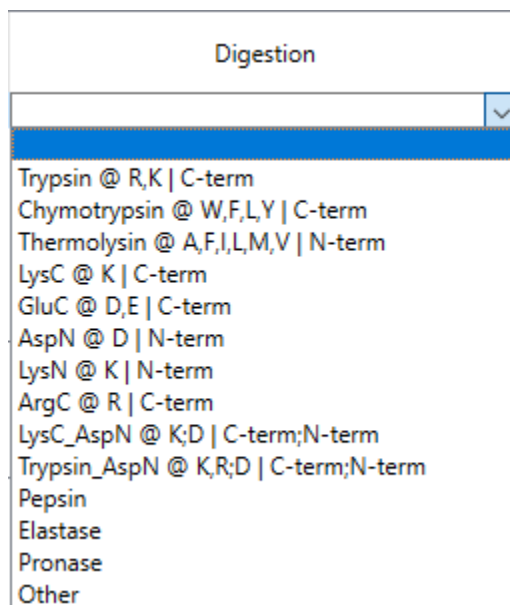 Digestion
Trypsin @ R,K | C-term
Chymotrypsin @ W,F,L,Y | C-term
Thermolysin @ A,F,I,L,M,V | N-term
LysC @ K | C-term
GluC @ D,E | C-term
AspN @ D | N-term
LysN @ K | N-term
ArgC @ R | C-term
LysC_AspN @ K;D | C-term;N-term
Trypsin_AspN @ K,R;D | C-term;N-term
Pepsin
Elastase
Pronase
Other